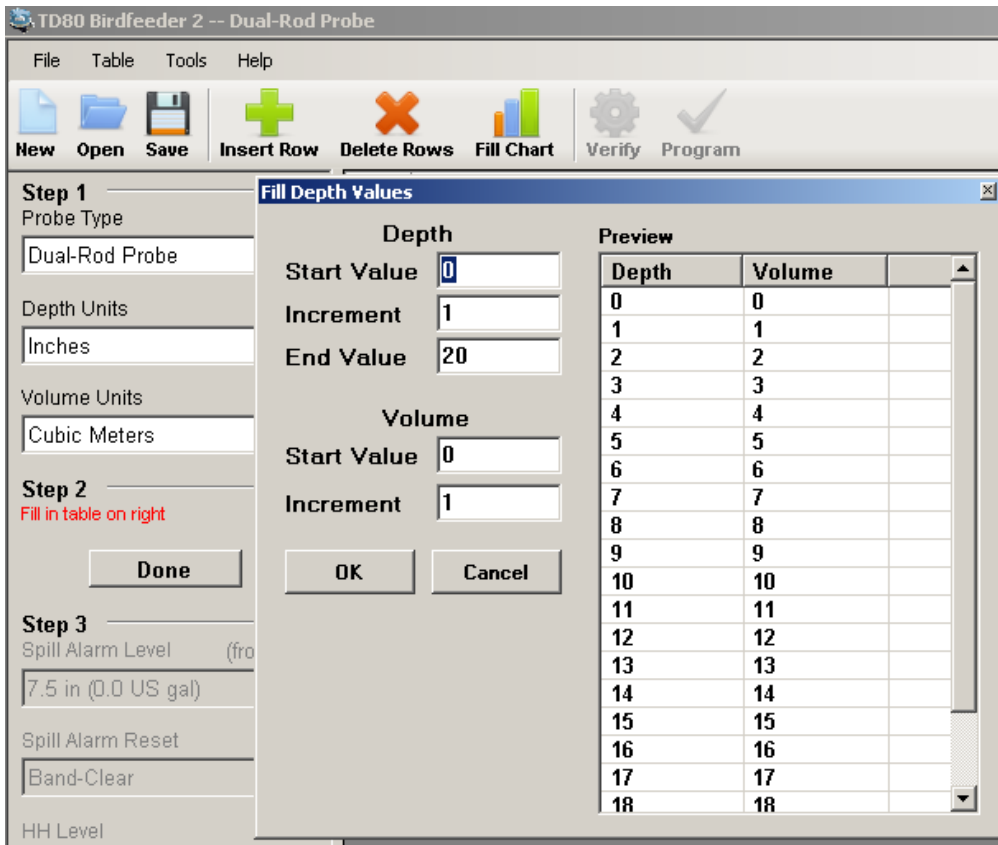 TD80 Birdfeeder 2 -- Dual-Rod Probe
File Table Tools Help
New Open Save Insert Row Delete Rows Fill Chart Verify Program
Step 1
Probe Type
Dual-Rod Probe
Depth Units
Inches
Volume Units
Cubic Meters
Step 2
Fill in table on right
Done
Step 3
Spill Alarm Level (fro
7.5 in (0.0 US gal)
Spill Alarm Reset
Band-Clear
HH Level
Fill Depth Values
Depth
Start Value 0
Increment 1
End Value 20
Volume
Start Value 0
Increment 1
OK Cancel
Preview
Depth Volume
0 0
1 1
2 2
3 3
4 4
5 5
6 6
7 7
8 8
9 9
10 10
11 11
12 12
13 13
14 14
15 15
16 16
17 17
18 18